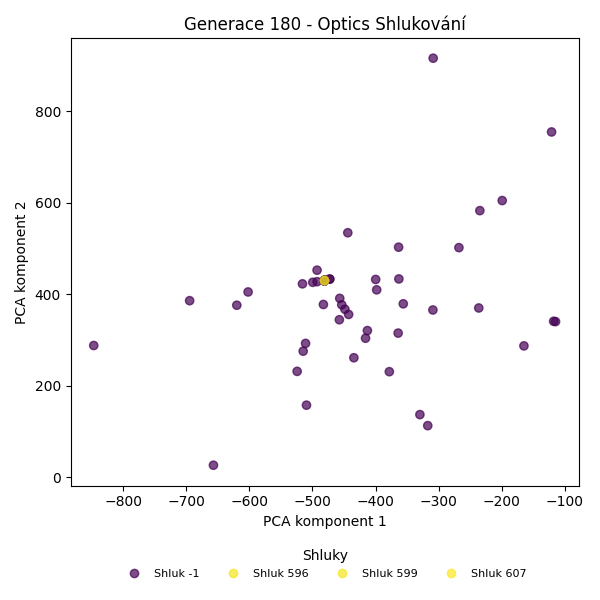 Generace 180 - Optics Shlukování
PCA komponent 2
800
600
400
200
0
−800 −700 −600 −500 −400 −300 −200 −100
PCA komponent 1
Shluky
Shluk -1 Shluk 596 Shluk 599 Shluk 607